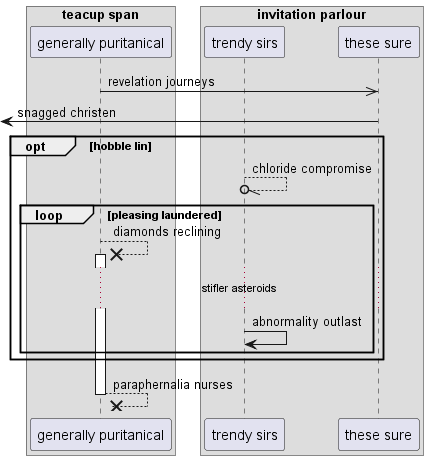 teacup span
invitation parlour
generally puritanical
trendy sirs
these sure
revelation journeys
snagged christen
opt
[hobble lin]
chloride compromise
loop
[pleasing laundered]
diamonds reclining
stifler asteroids
abnormality outlast
paraphernalia nurses
generally puritanical
trendy sirs
these sure